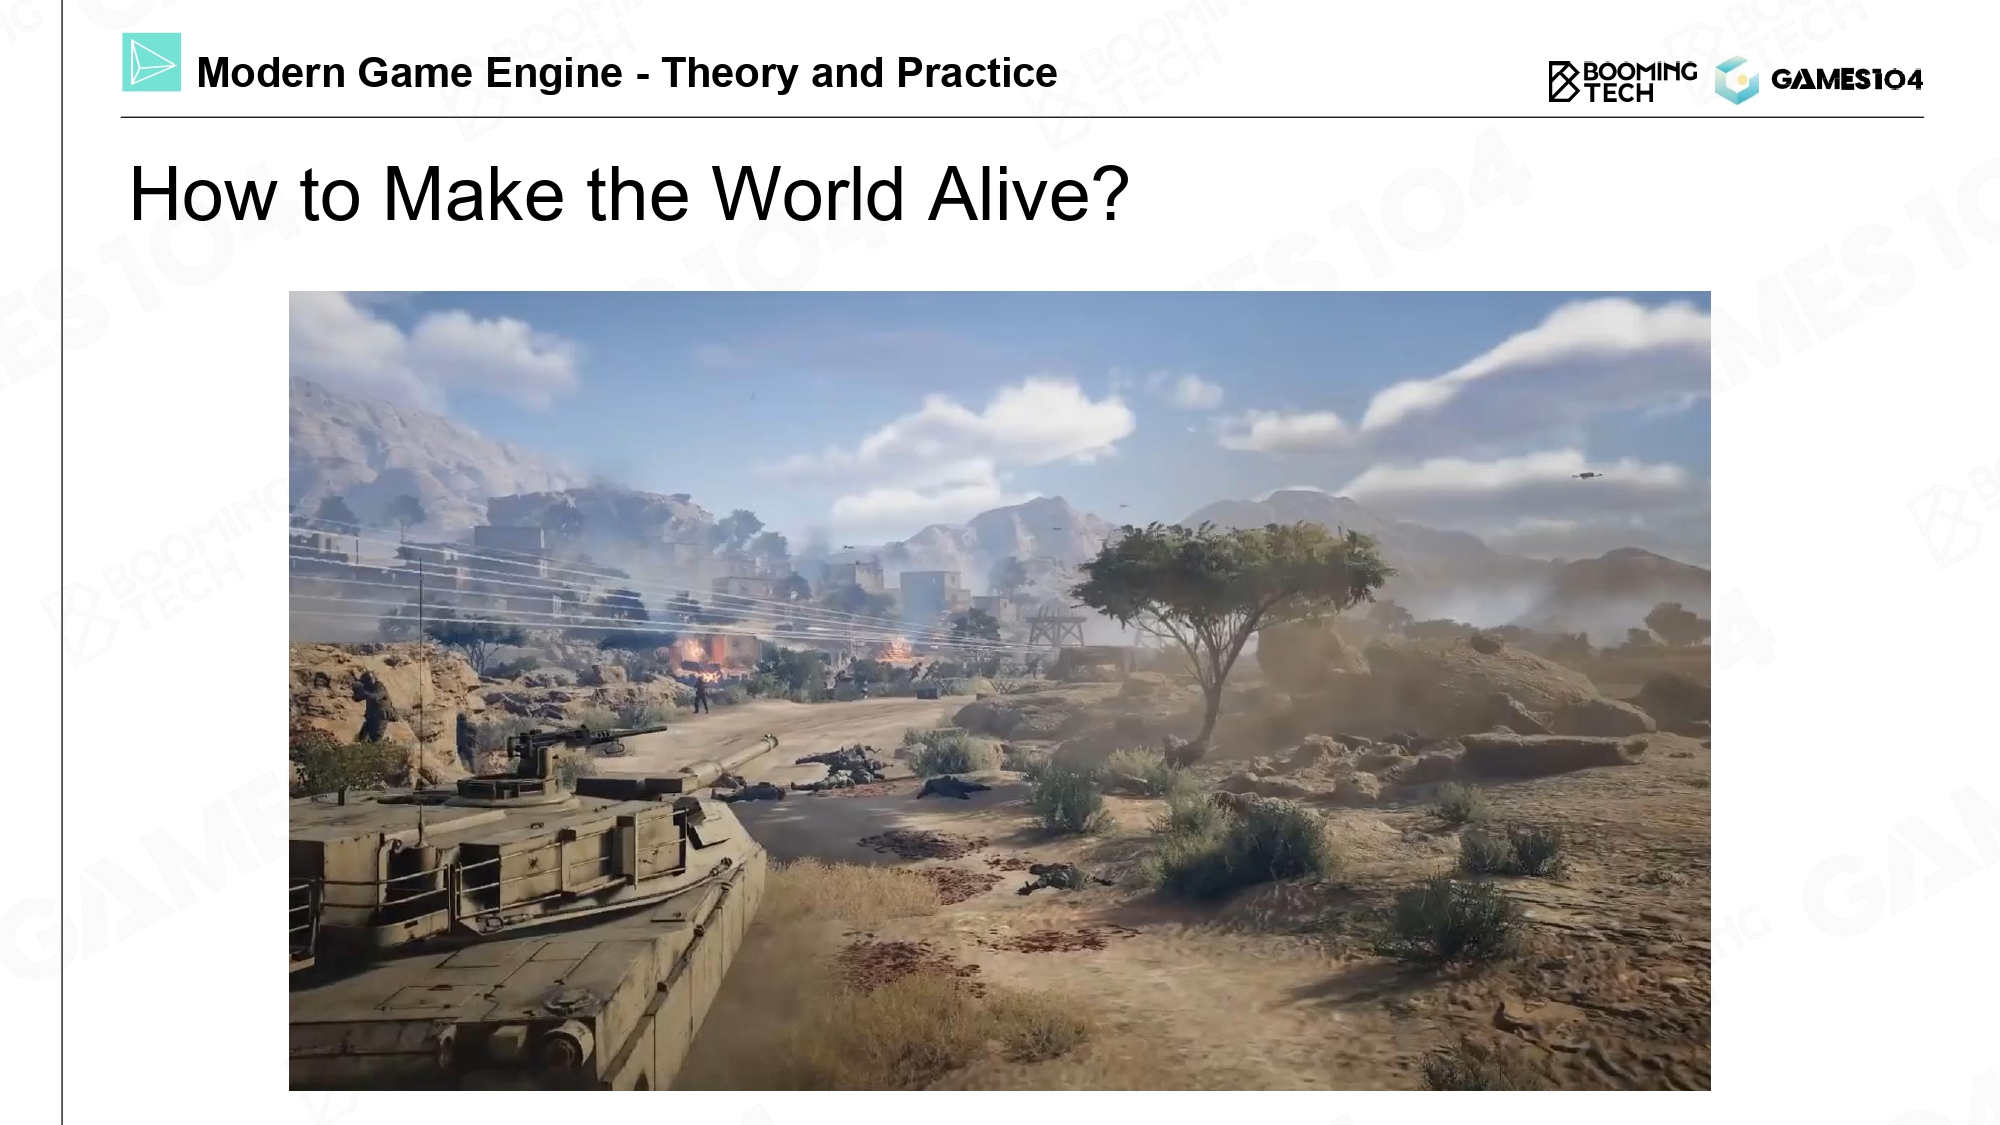 Modern Game Engine - Theory and Practice
BOOMING
TECH
GAMES104
How to Make the World Alive?